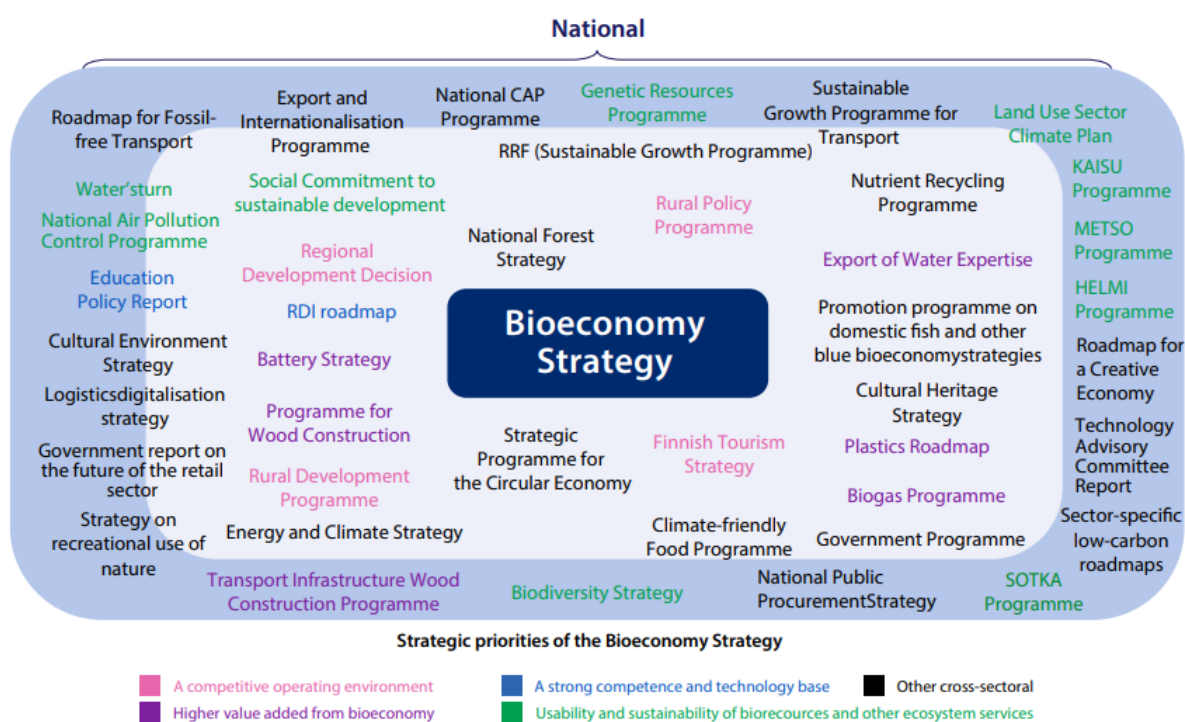 National
Roadmap for Fossil-
free Transport
Export and
Internationalisation
Programme
National CAP
Programme
Genetic Resources
Programme
Sustainable
Growth Programme for
Transport
Land Use Sector
Climate Plan
RRF (Sustainable Growth Programme)
Water'sturn
National Air Pollution
Control Programme
Education
Policy Report
Cultural Environment
Strategy
Logisticsdigitalisation
strategy
Government report on
the future of the retail
sector
Strategy on
recreational use of
nature
Social Commitment to
sustainable development
Regional
Development Decision
RDI roadmap
Battery Strategy
Programme for
Wood Construction
Rural Development
Programme
Energy and Climate Strategy
National Forest
Strategy
Rural Policy
Programme
Bioeconomy
Strategy
Strategic
Programme for
the Circular Economy
Finnish Tourism
Strategy
Climate-friendly
Food Programme
Nutrient Recycling
Programme
Export of Water Expertise
Promotion programme on
domestic fish and other
blue bioeconomystrategies
Cultural Heritage
Strategy
Plastics Roadmap
Biogas Programme
Government Programme
KAISU
Programme
METSO
Programme
HELMI
Programme
Roadmap for
a Creative
Economy
Technology
Advisory
Committee
Report
Sector-specific
low-carbon
roadmaps
Transport Infrastructure Wood
Construction Programme
Biodiversity Strategy
National Public
ProcurementStrategy
SOTKA
Programme
Strategic priorities of the Bioeconomy Strategy
A competitive operating environment
A strong competence and technology base
Other cross-sectoral
Higher value added from bioeconomy
Usability and sustainability of biorecources and other ecosystem services